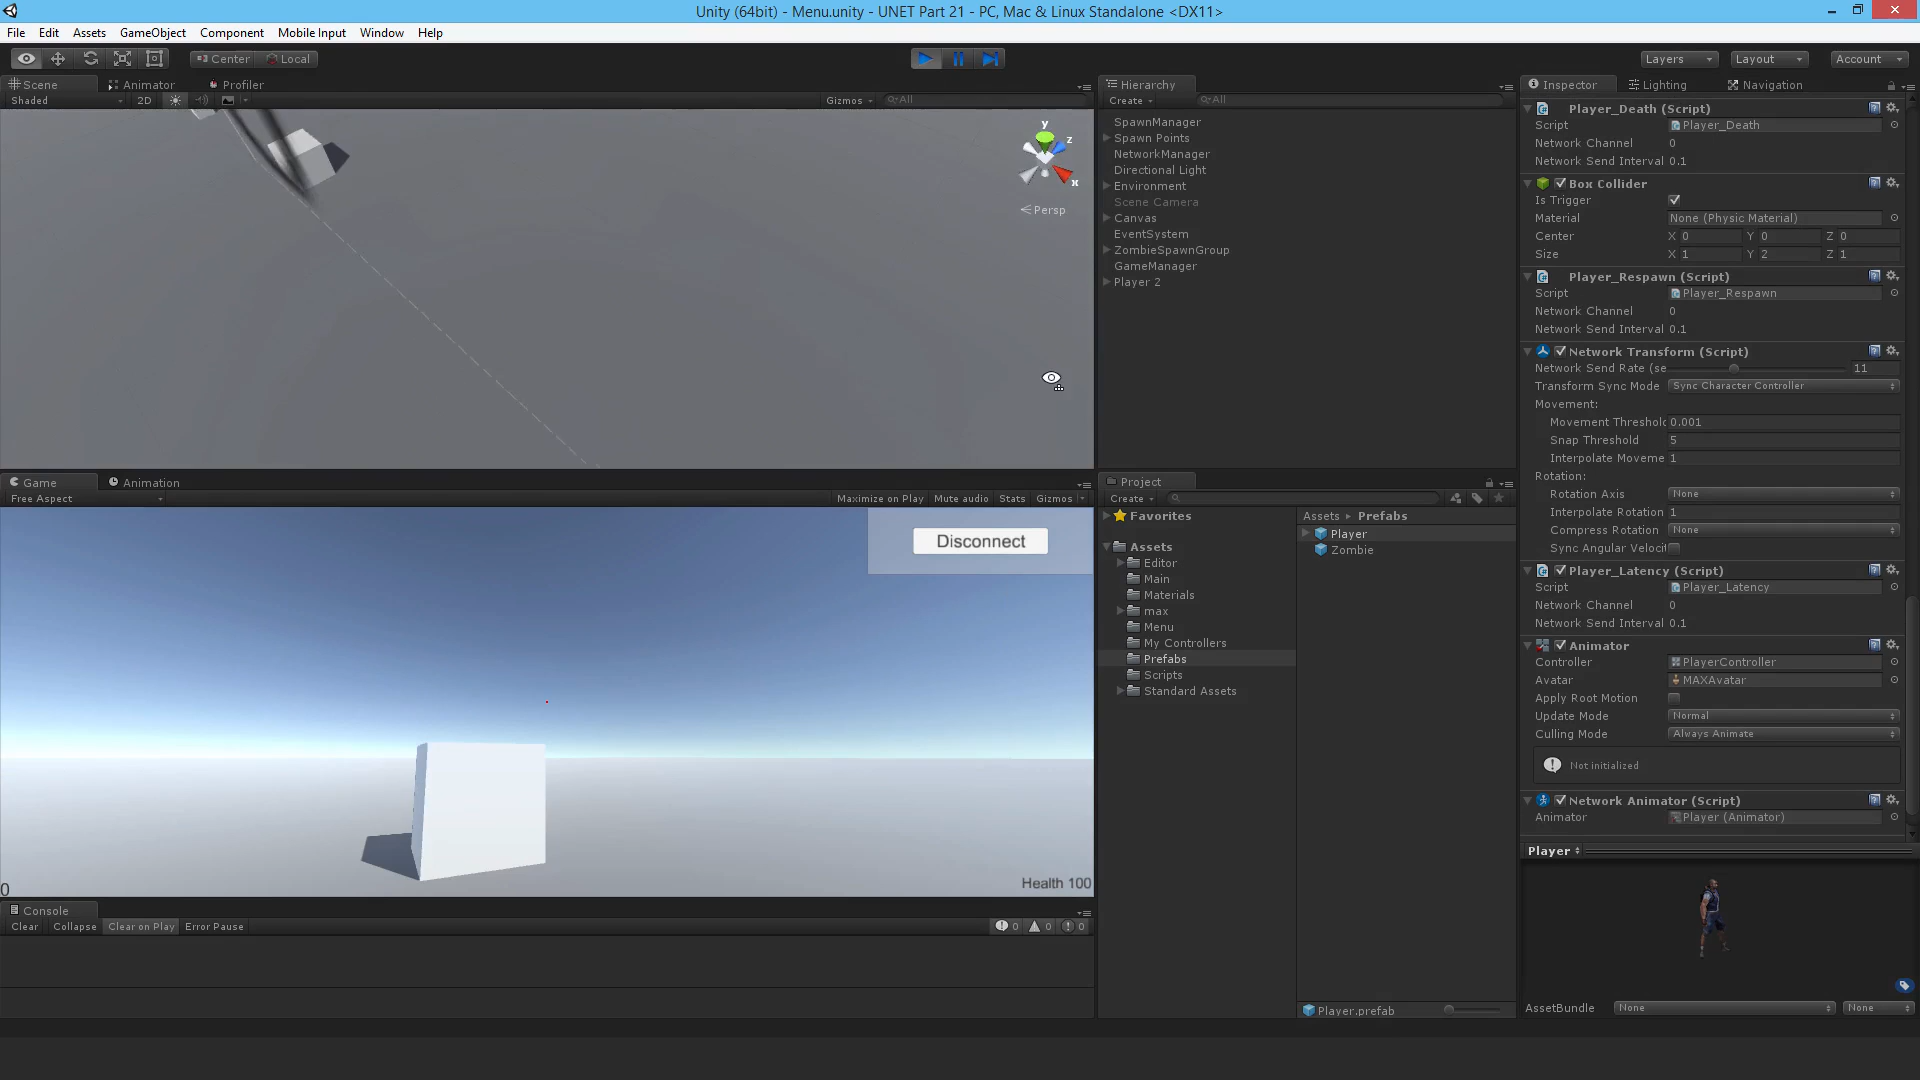 Unity (64bit) - Menu.unity - UNET Part 21 - PC, Mac & Linux Standalone <DX11>
File Edit Assets GameObject Component Mobile Input Window Help
Center Local
Layers Layout Account
Scene Animator Profiler
Shaded 2D Gizmos All
y z x
Persp
Hierarchy
Create All
SpawnManager
Spawn Points
NetworkManager
Directional Light
Environment
Scene Camera
Canvas
EventSystem
ZombieSpawnGroup
GameManager
Player 2
Game Animation
Free Aspect Maximize on Play Mute audio Stats Gizmos
Disconnect
0
Health 100
Console
Clear Collapse Clear on Play Error Pause 0 0 0
Project
Create
Favorites
Assets
Editor
Main
Materials
max
Menu
My Controllers
Prefabs
Scripts
Standard Assets
Assets Prefabs
Player
Zombie
Player.prefab
Inspector Lighting Navigation
Player_Death (Script)
Script Player_Death
Network Channel 0
Network Send Interval 0.1
Box Collider
Is Trigger
Material None (Physic Material)
Center X 0 Y 0 Z 0
Size X 1 Y 2 Z 1
Player_Respawn (Script)
Script Player_Respawn
Network Channel 0
Network Send Interval 0.1
Network Transform (Script)
Network Send Rate (se 11
Transform Sync Mode Sync Character Controller
Movement:
Movement Threshold 0.001
Snap Threshold 5
Interpolate Moveme 1
Rotation:
Rotation Axis None
Interpolate Rotation 1
Compress Rotation None
Sync Angular Velocit
Player_Latency (Script)
Script Player_Latency
Network Channel 0
Network Send Interval 0.1
Animator
Controller PlayerController
Avatar MAXAvatar
Apply Root Motion
Update Mode Normal
Culling Mode Always Animate
Not initialized
Network Animator (Script)
Animator Player (Animator)
Player
AssetBundle None None